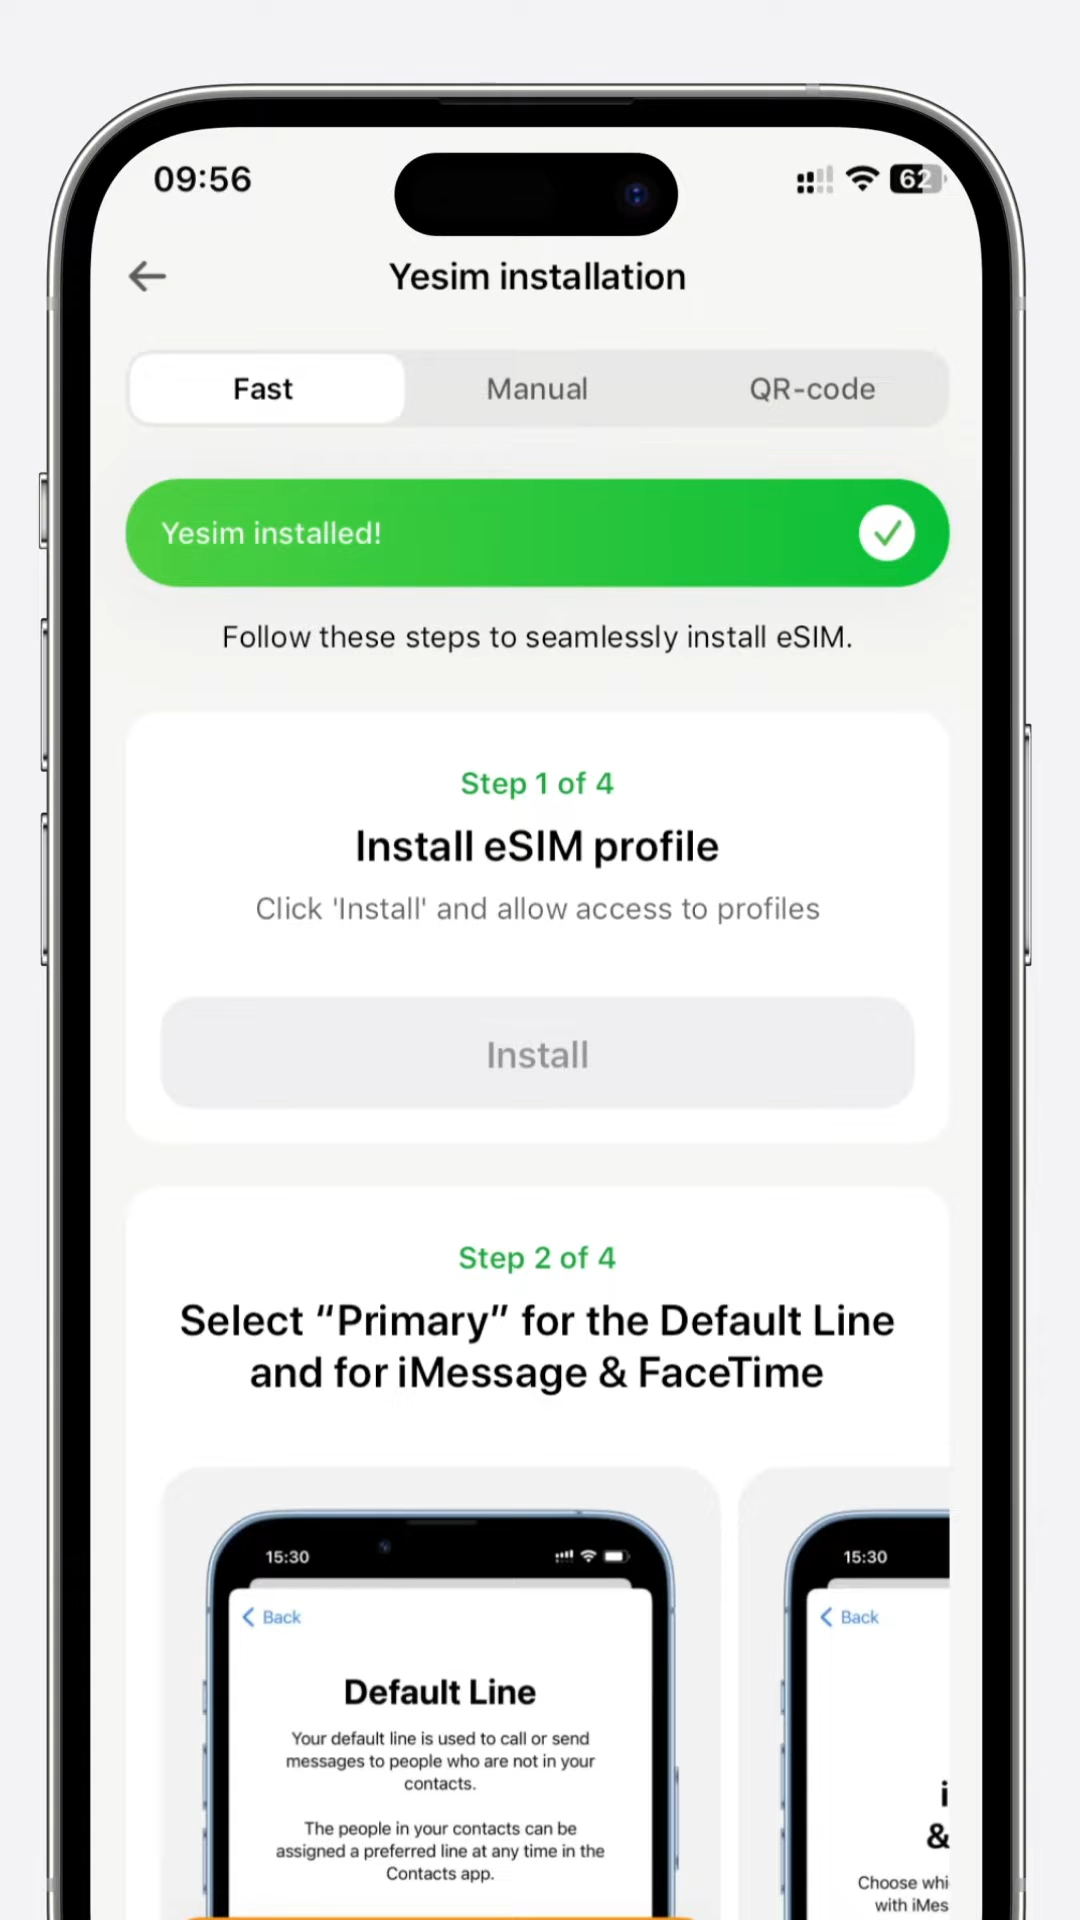 09:56
62
Yesim installation
Fast
Manual
QR-code
Yesim installed!
Follow these steps to seamlessly install eSIM.
Step 1 of 4
Install eSIM profile
Click 'Install' and allow access to profiles
Install
Step 2 of 4
Select “Primary” for the Default Line
and for iMessage & FaceTime
15:30
Back
Default Line
Your default line is used to call or send
messages to people who are not in your
contacts.
The people in your contacts can be
assigned a preferred line at any time in the
Contacts app.
15:30
Back
i
&
Choose whi
with iMes